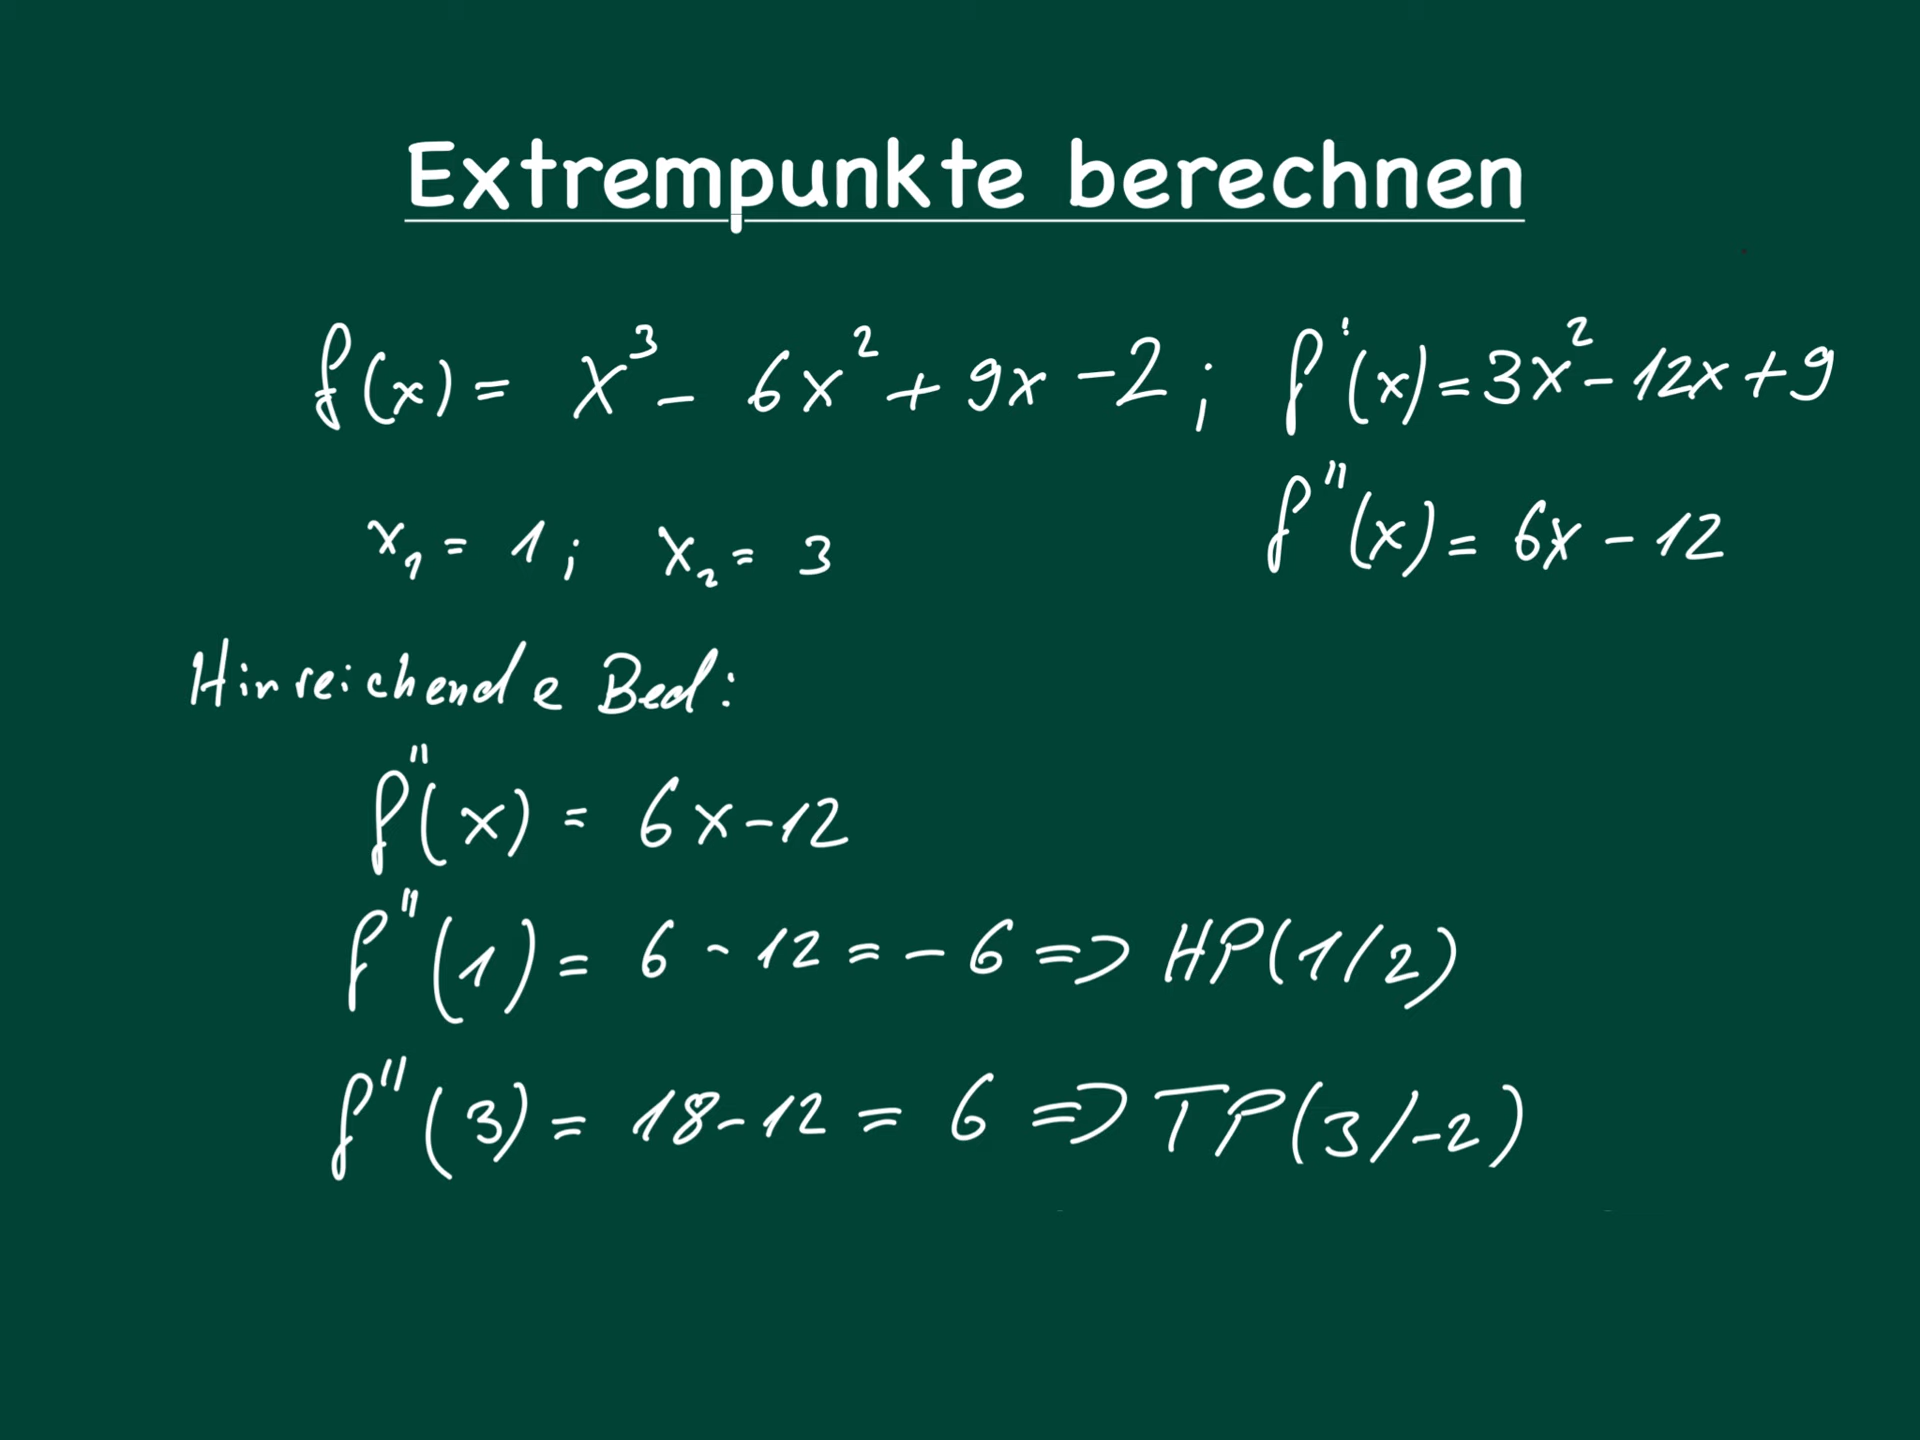 Extrempunkte berechnen
f(x) = x³ - 6x² + 9x - 2 ; f'(x) = 3x² - 12x + 9
f''(x) = 6x - 12
x₁ = 1 ; x₂ = 3
Hinreichende Bed:
f''(x) = 6x - 12
f''(1) = 6 - 12 = - 6 => HP(1/2)
f''(3) = 18 - 12 = 6 => TP(3/-2)